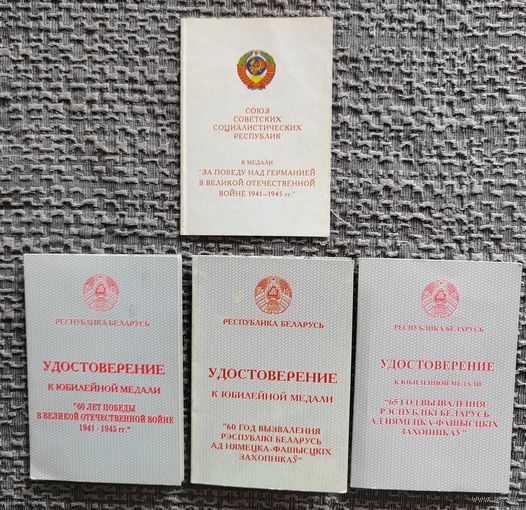 СОЮЗ
СОВЕТСКИХ
СОЦИАЛИСТИЧЕСКИХ
РЕСПУБЛИК
К МЕДАЛИ
"ЗА ПОБЕДУ НАД ГЕРМАНИЕЙ
В ВЕЛИКОЙ ОТЕЧЕСТВЕННОЙ
ВОЙНЕ 1941–1945 гг."
РЕСПУБЛИКА БЕЛАРУСЬ
УДОСТОВЕРЕНИЕ
К ЮБИЛЕЙНОЙ МЕДАЛИ
"60 ЛЕТ ПОБЕДЫ
В ВЕЛИКОЙ ОТЕЧЕСТВЕННОЙ ВОЙНЕ
1941 - 1945 гг."
РЕСПУБЛИКА БЕЛАРУСЬ
УДОСТОВЕРЕНИЕ
К ЮБИЛЕЙНОЙ МЕДАЛИ
"60 ГОД ВЫЗВАЛЕННЯ
РЭСПУБЛІКІ БЕЛАРУСЬ
АД НЯМЕЦКА-ФАШЫСЦКІХ
ЗАХОПНІКАЎ"
РЕСПУБЛИКА БЕЛАРУСЬ
УДОСТОВЕРЕНИЕ
К ЮБИЛЕЙНОЙ МЕДАЛИ
"65 ГОД ВЫЗВАЛЕННЯ
РЭСПУБЛІКІ БЕЛАРУСЬ
АД НЯМЕЦКА-ФАШЫСЦКІХ
ЗАХОПНІКАЎ"